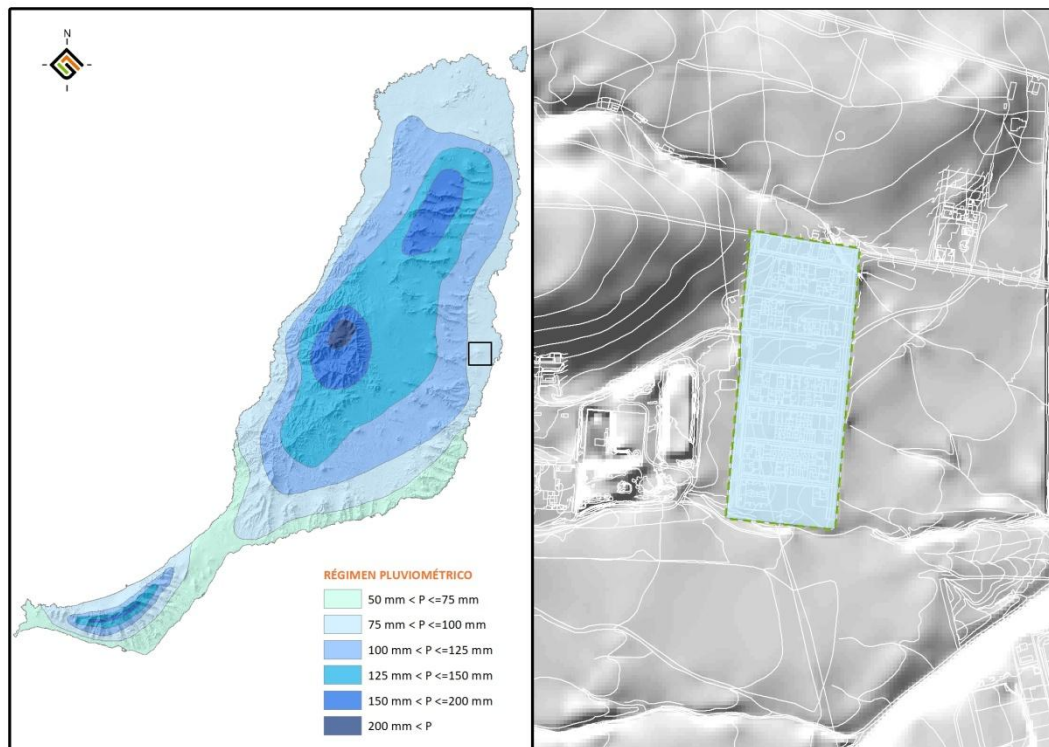 N
RÉGIMEN PLUVIOMÉTRICO
50 mm < P <=75 mm
75 mm < P <=100 mm
100 mm < P <=125 mm
125 mm < P <=150 mm
150 mm < P <=200 mm
200 mm < P